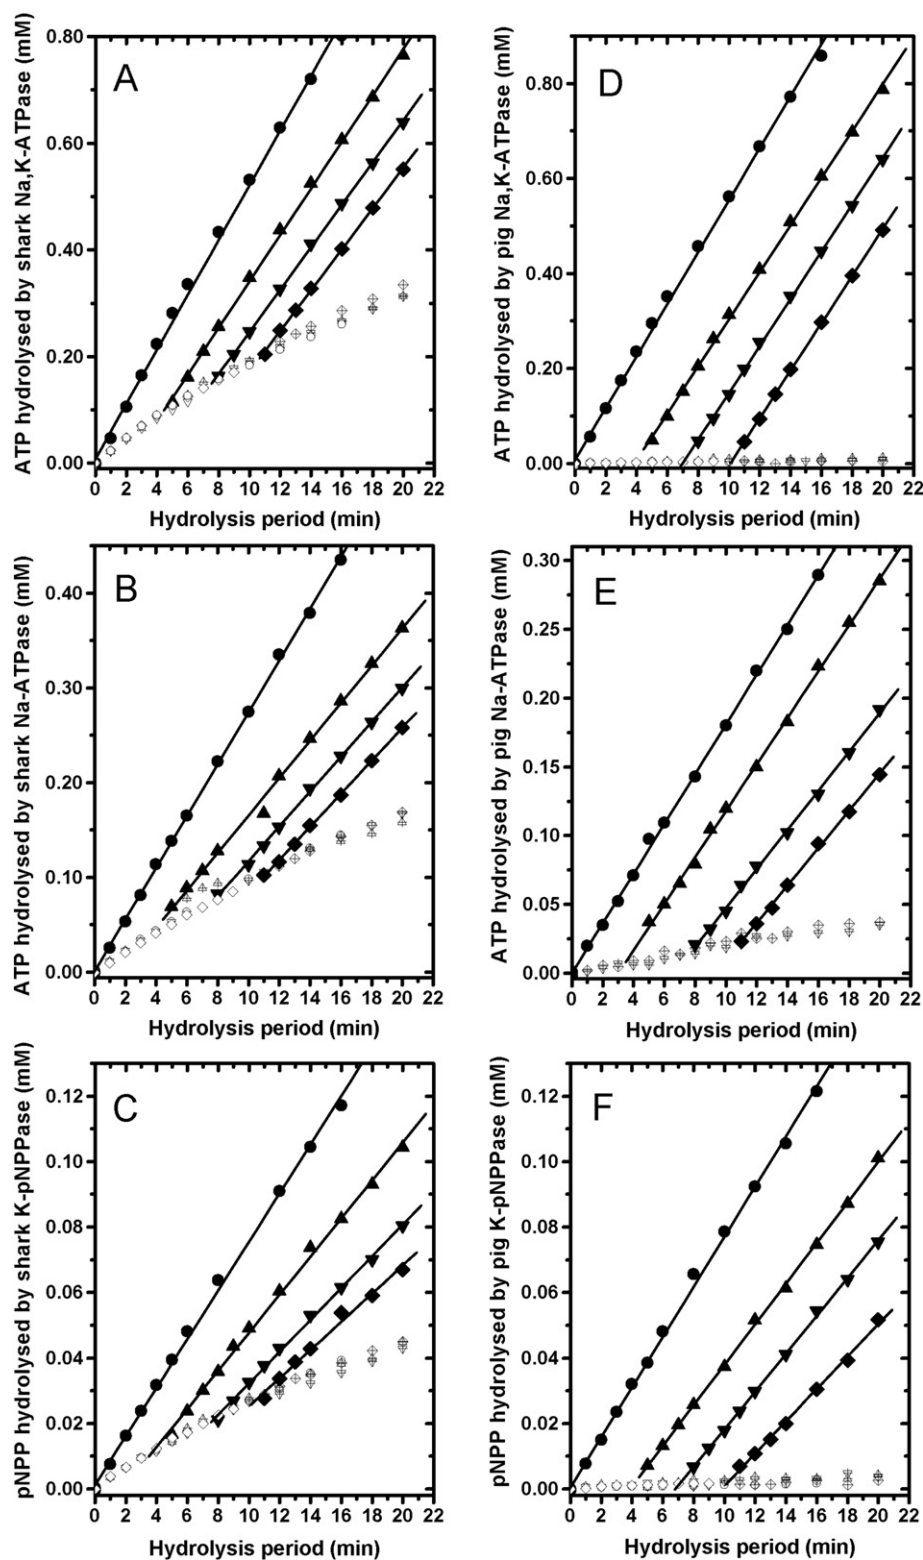 ATP hydrolysed by shark Na,K-ATPase (mM)
A
0.80
0.60
0.40
0.20
0.00
0 2 4 6 8 10 12 14 16 18 20 22
Hydrolysis period (min)
ATP hydrolysed by pig Na,K-ATPase (mM)
D
0.80
0.60
0.40
0.20
0.00
0 2 4 6 8 10 12 14 16 18 20 22
Hydrolysis period (min)
ATP hydrolysed by shark Na-ATPase (mM)
B
0.40
0.30
0.20
0.10
0.00
0 2 4 6 8 10 12 14 16 18 20 22
Hydrolysis period (min)
ATP hydrolysed by pig Na-ATPase (mM)
E
0.30
0.25
0.20
0.15
0.10
0.05
0.00
0 2 4 6 8 10 12 14 16 18 20 22
Hydrolysis period (min)
pNPP hydrolysed by shark K-pNPPase (mM)
C
0.12
0.10
0.08
0.06
0.04
0.02
0.00
0 2 4 6 8 10 12 14 16 18 20 22
Hydrolysis period (min)
pNPP hydrolysed by pig K-pNPPase (mM)
F
0.12
0.10
0.08
0.06
0.04
0.02
0.00
0 2 4 6 8 10 12 14 16 18 20 22
Hydrolysis period (min)